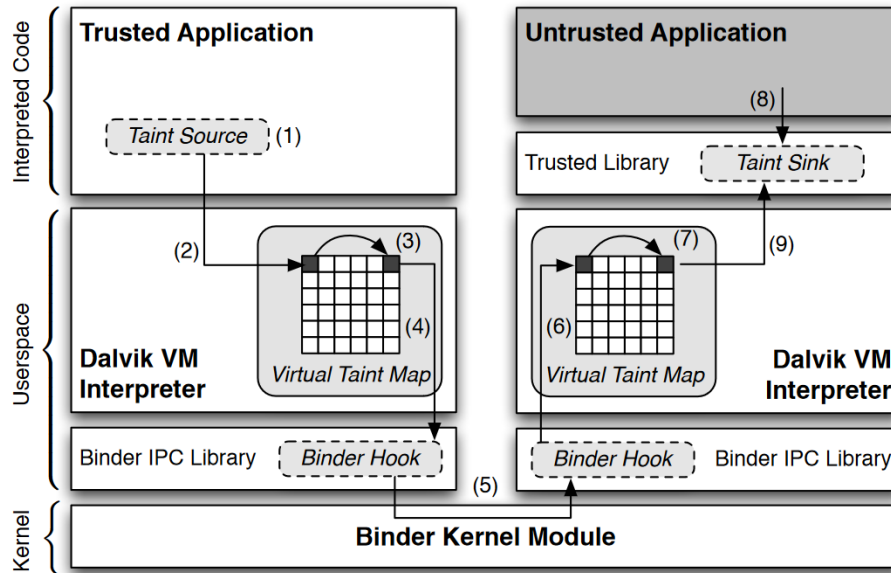 Interpreted Code
Userspace
Kernel
Trusted Application
Taint Source
(1)
(2)
(3)
(4)
Virtual Taint Map
Dalvik VM
Interpreter
Binder IPC Library
Binder Hook
(5)
Binder Kernel Module
Untrusted Application
(8)
Trusted Library
Taint Sink
(7)
(9)
(6)
Virtual Taint Map
Dalvik VM
Interpreter
Binder Hook
Binder IPC Library